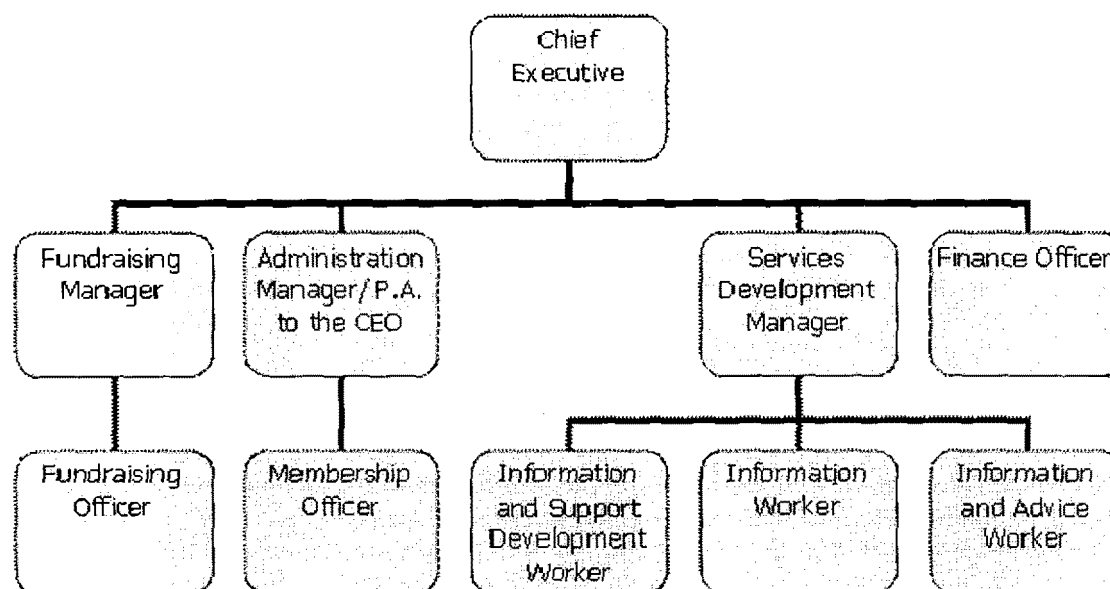 Chief
Executive
Fundraising
Manager
Administration
Manager/P.A.
to the CEO
Services
Development
Manager
Finance Officer
Fundraising
Officer
Membership
Officer
Information
and Support
Development
Worker
Information
Worker
Information
and Advice
Worker